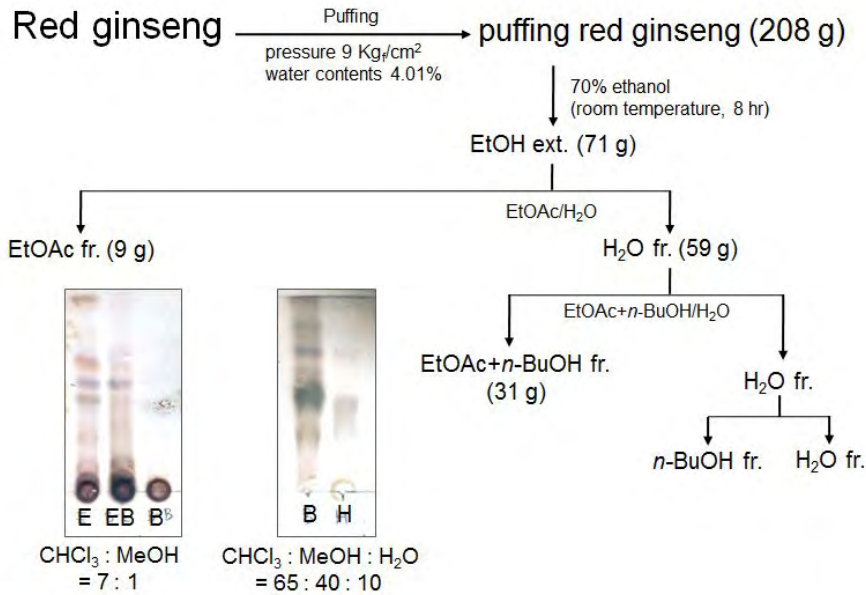 Red ginseng
Puffing
pressure 9 Kgf/cm²
water contents 4.01%
puffing red ginseng (208 g)
70% ethanol
(room temperature, 8 hr)
EtOH ext. (71 g)
EtOAc/H₂O
EtOAc fr. (9 g)
H₂O fr. (59 g)
EtOAc+n-BuOH/H₂O
EtOAc+n-BuOH fr.
(31 g)
H₂O fr.
n-BuOH fr.
H₂O fr.
E EB B B
B H
CHCl₃ : MeOH
= 7 : 1
CHCl₃ : MeOH : H₂O
= 65 : 40 : 10